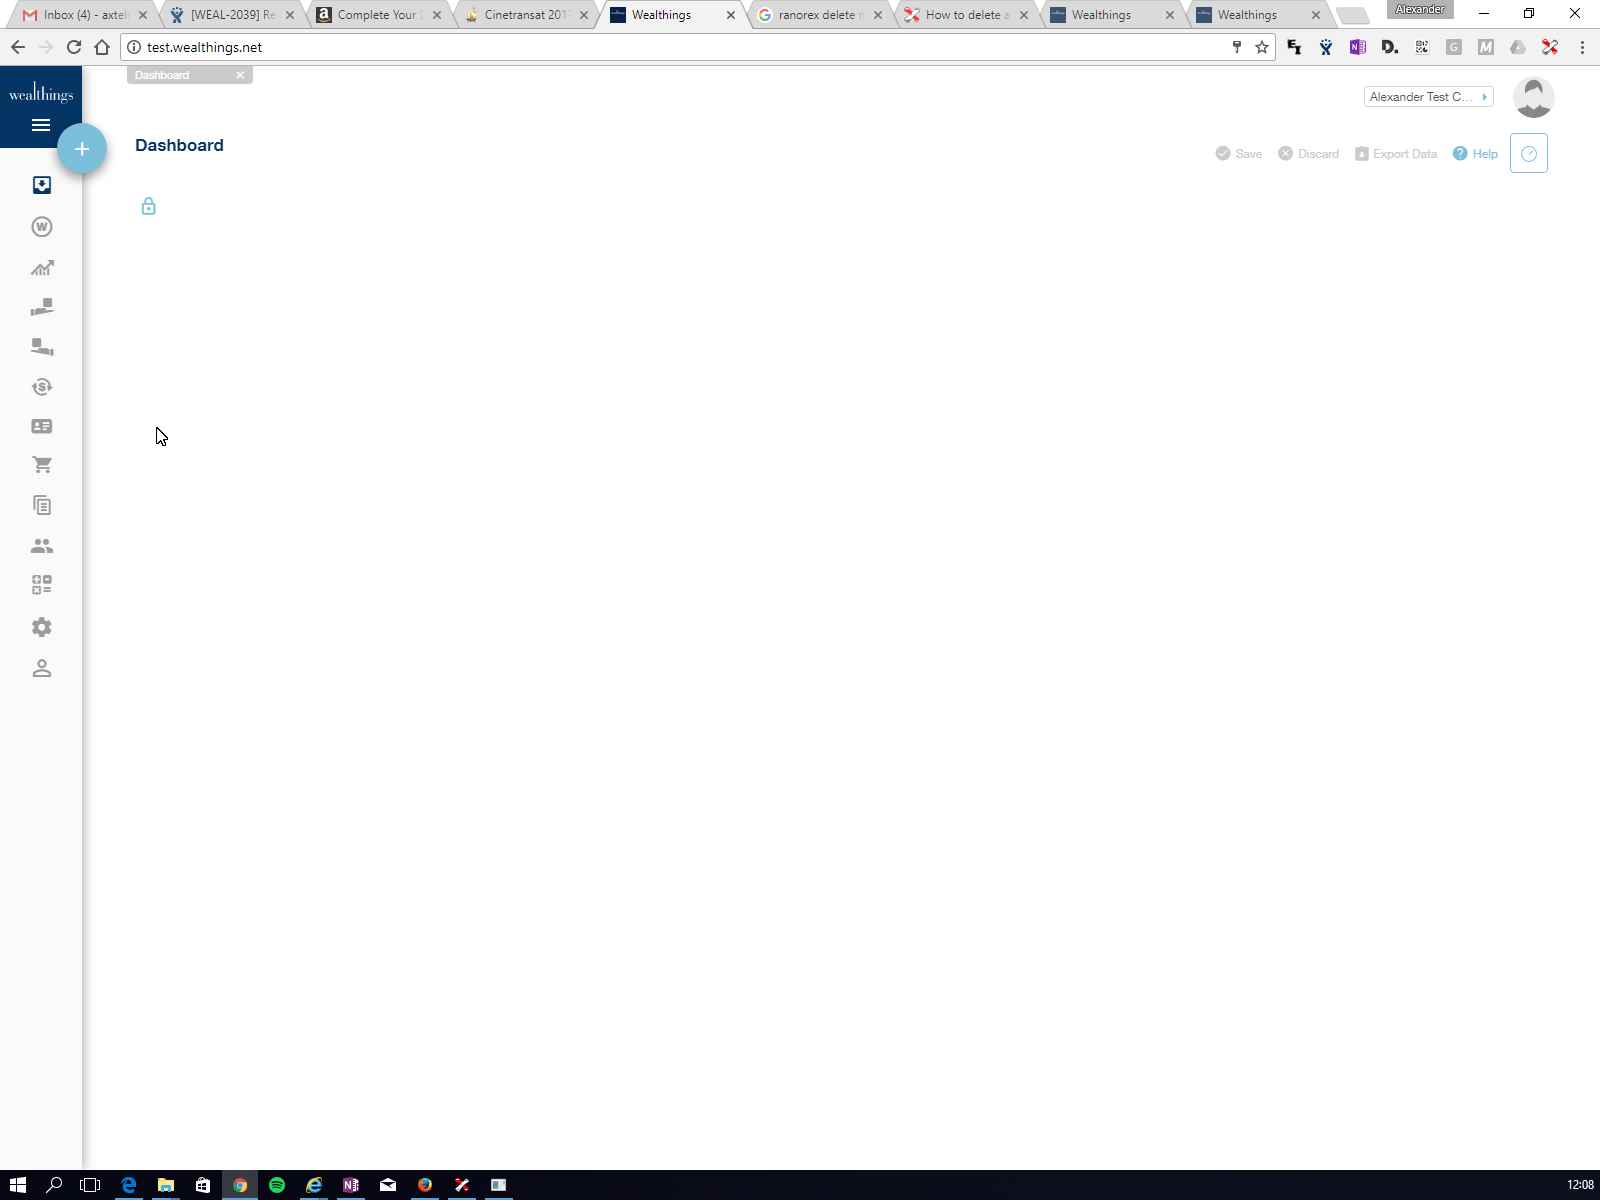 Inbox (4) - axtel
[WEAL-2039] Re
Complete Your
Cinetransat 201
Wealthings
ranorex delete
How to delete a
Wealthings
Wealthings
Alexander
test.wealthings.net
wealthings
Dashboard
Alexander Test C...
Dashboard
Save
Discard
Export Data
Help
12:08